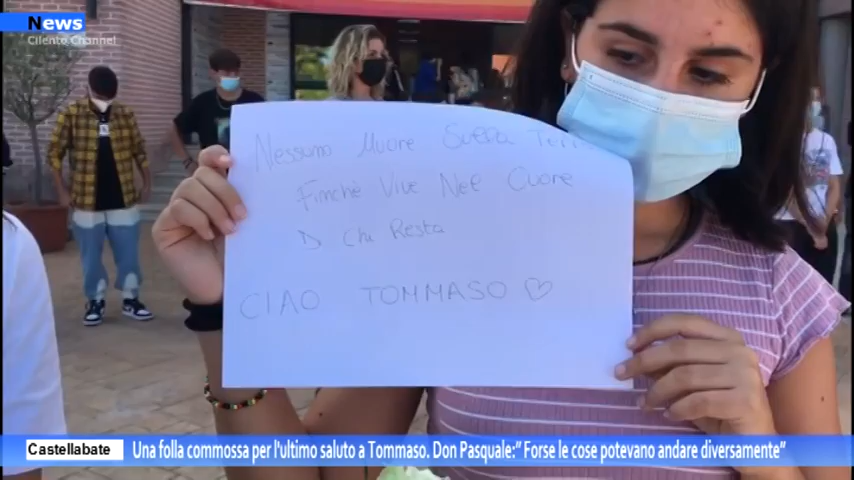 News
Cilento Channel
Nessuno Muore Sulla Terra
Finchè Vive Nel Cuore
Di Chi Resta
CIAO TOMMASO ♡
Castellabate
Una folla commossa per l'ultimo saluto a Tommaso. Don Pasquale:" Forse le cose potevano andare diversamente"